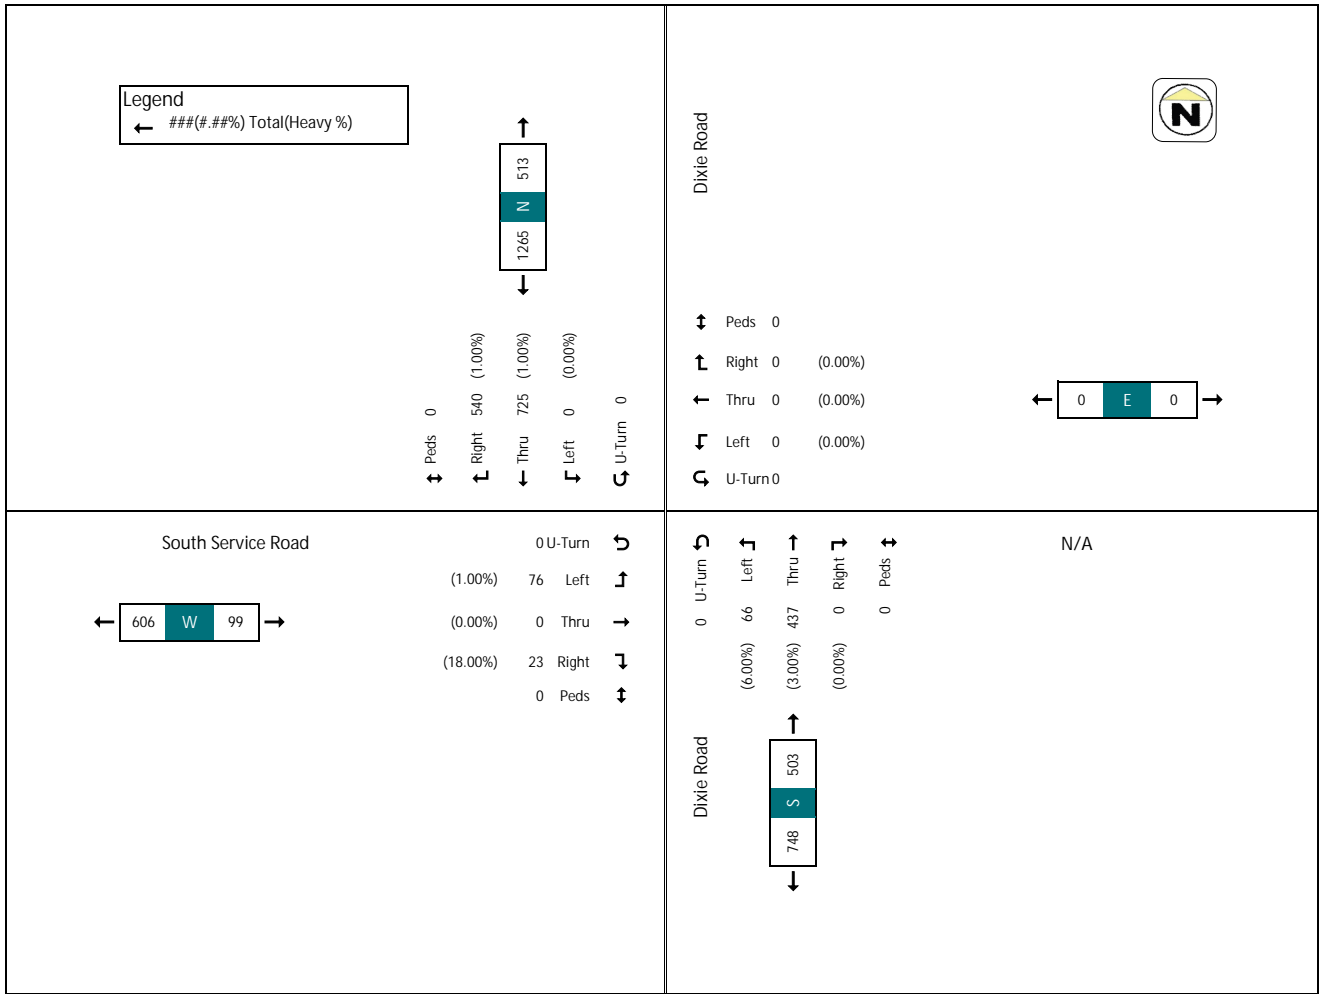 Legend
###(#.##%) Total(Heavy %)
513
N
1265
Peds 0
Right 540 (1.00%)
Thru 725 (1.00%)
Left 0 (0.00%)
U-Turn 0
Dixie Road
N
Peds 0
Right 0 (0.00%)
Thru 0 (0.00%)
Left 0 (0.00%)
U-Turn 0
0 E 0
South Service Road
606 W 99
0 U-Turn
(1.00%) 76 Left
(0.00%) 0 Thru
(18.00%) 23 Right
0 Peds
0 U-Turn
(6.00%) 66 Left
(3.00%) 437 Thru
(0.00%) 0 Right
0 Peds
N/A
Dixie Road
503
S
748